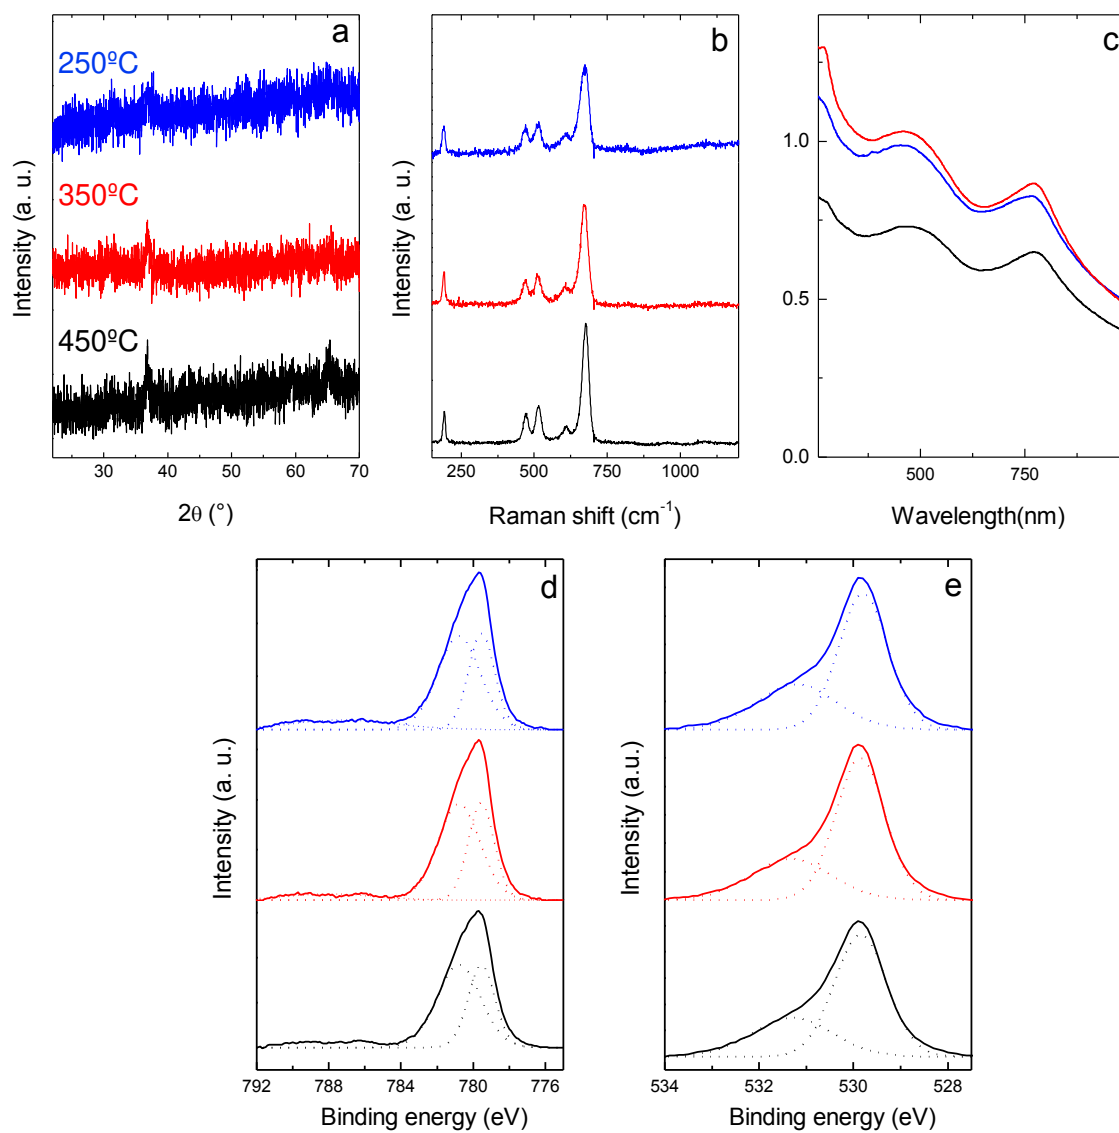 a
250ºC
350ºC
450ºC
Intensity (a. u.)
30 40 50 60 70
2θ (°)
b
Intensity (a. u.)
250 500 750 1000
Raman shift (cm⁻¹)
c
1.0
0.5
0.0
500 750
Wavelength(nm)
d
Intensity (a. u.)
792 788 784 780 776
Binding energy (eV)
e
Intensity (a.u.)
534 532 530 528
Binding energy (eV)